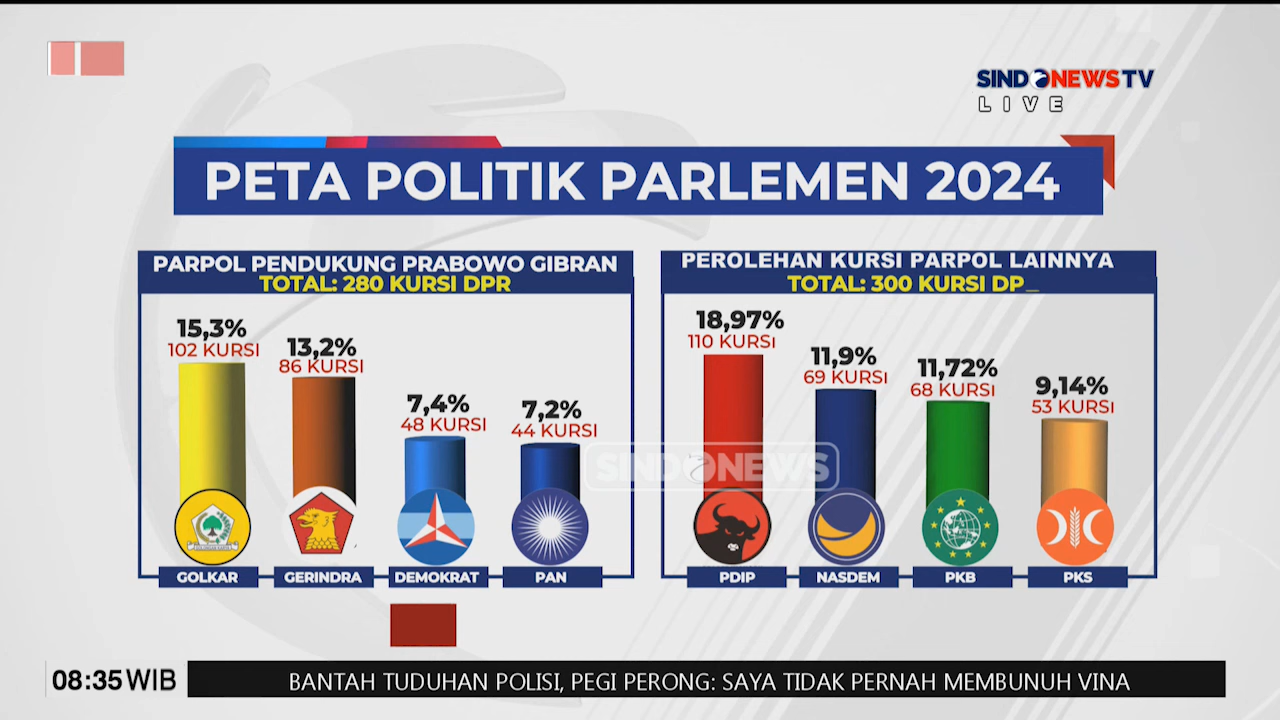 SINDONEWS TV
LIVE
PETA POLITIK PARLEMEN 2024
PARPOL PENDUKUNG PRABOWO GIBRAN
TOTAL: 280 KURSI DPR
15,3%
102 KURSI
13,2%
86 KURSI
7,4%
48 KURSI
7,2%
44 KURSI
GOLKAR
GERINDRA
DEMOKRAT
PAN
PEROLEHAN KURSI PARPOL LAINNYA
TOTAL: 300 KURSI DP_
18,97%
110 KURSI
11,9%
69 KURSI
11,72%
68 KURSI
9,14%
53 KURSI
PDIP
NASDEM
PKB
PKS
SINDONEWS
08:35 WIB
BANTAH TUDUHAN POLISI, PEGI PERONG: SAYA TIDAK PERNAH MEMBUNUH VINA